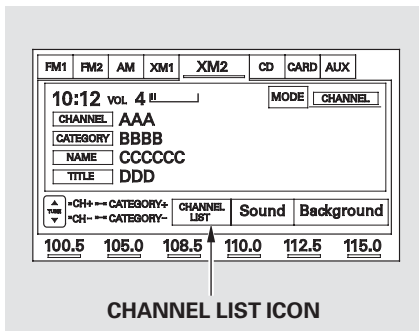 FM1 FM2 AM XM1 XM2 CD CARD AUX
10:12 VOL 4 MODE CHANNEL
CHANNEL AAA
CATEGORY BBBB
NAME CCCCCC
TITLE DDD
TUNE CH+ CATEGORY+ CHANNEL LIST Sound Background
CH- CATEGORY-
100.5 105.0 108.5 110.0 112.5 115.0
CHANNEL LIST ICON